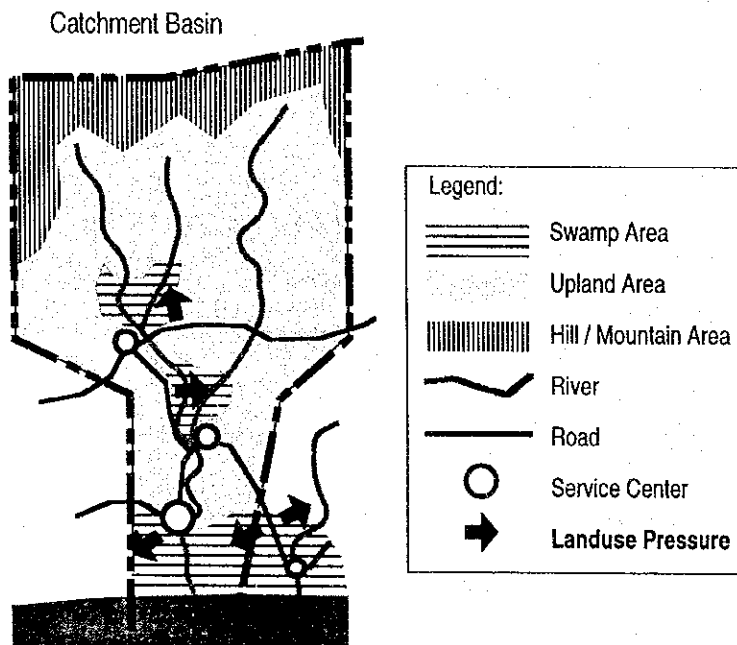 Catchment Basin
Legend:
Swamp Area
Upland Area
Hill / Mountain Area
River
Road
Service Center
Landuse Pressure